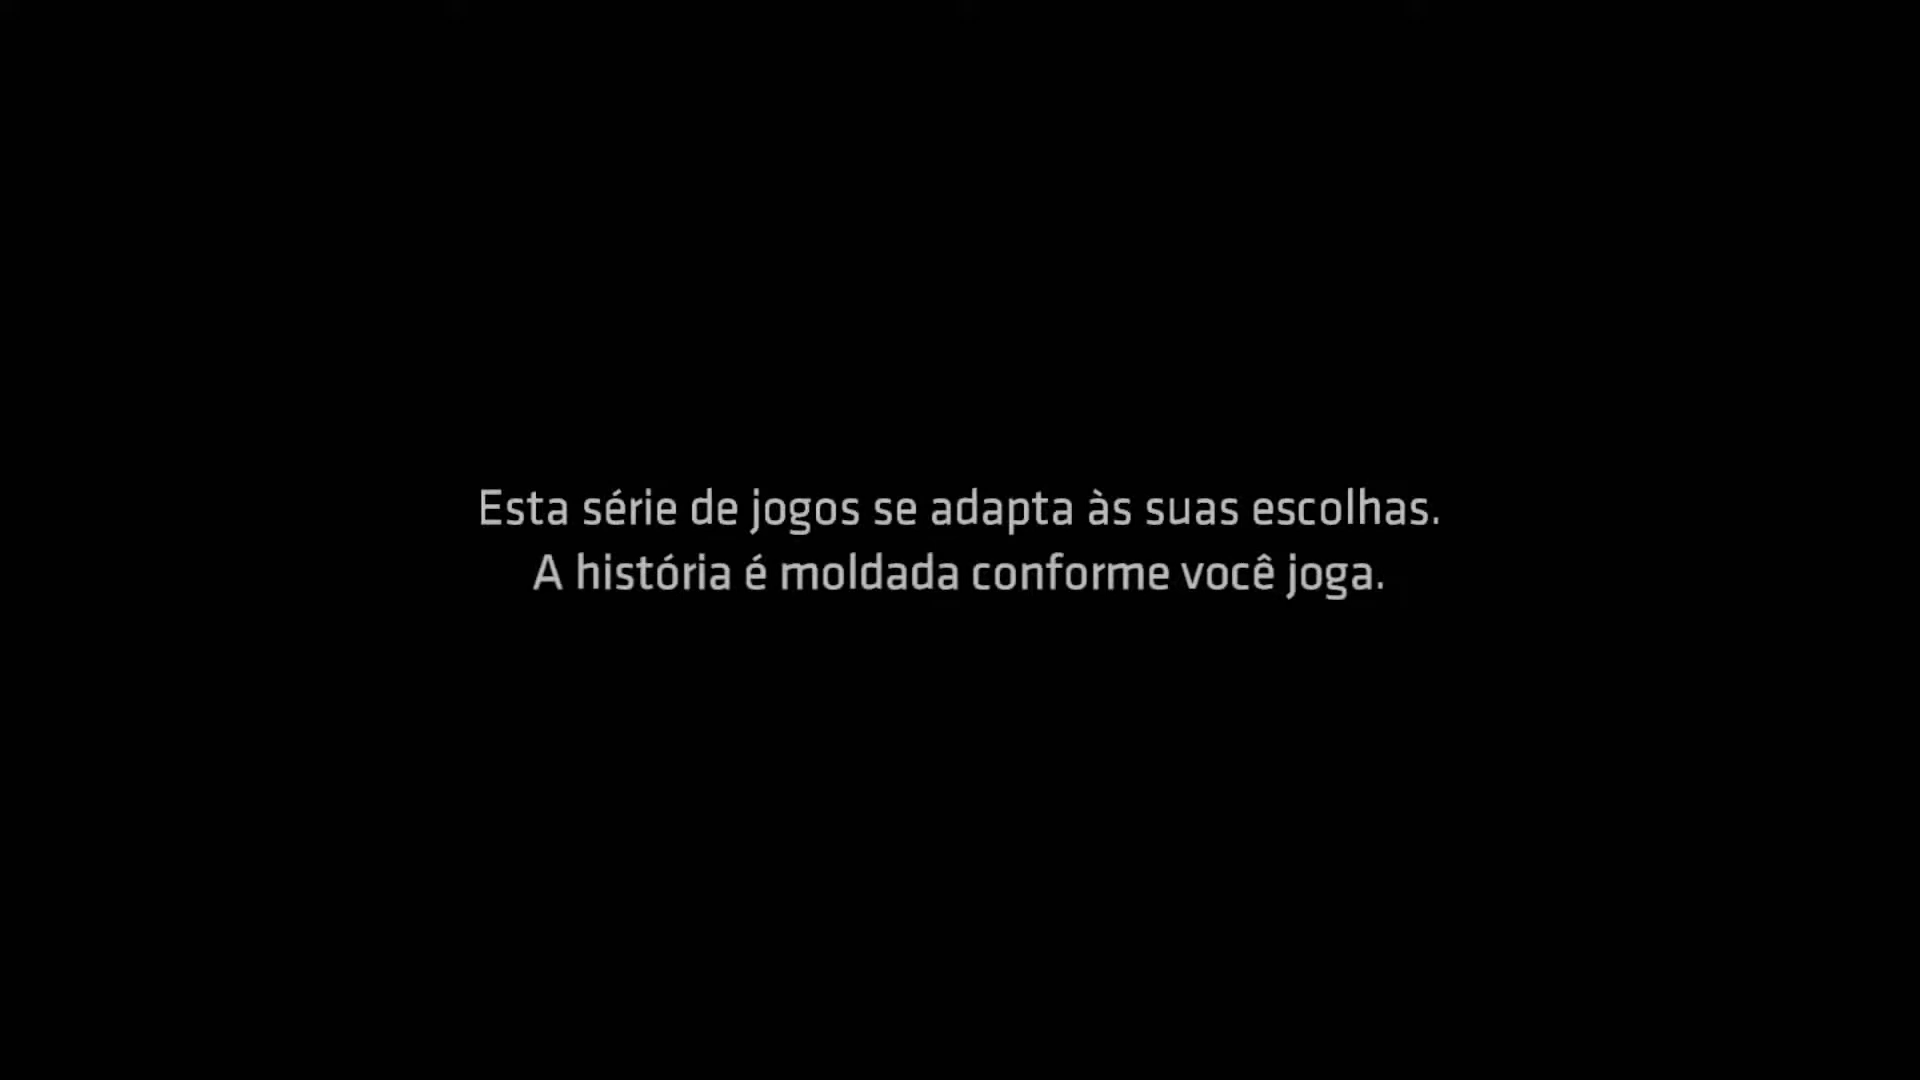 Esta série de jogos se adapta às suas escolhas.
A história é moldada conforme você joga.